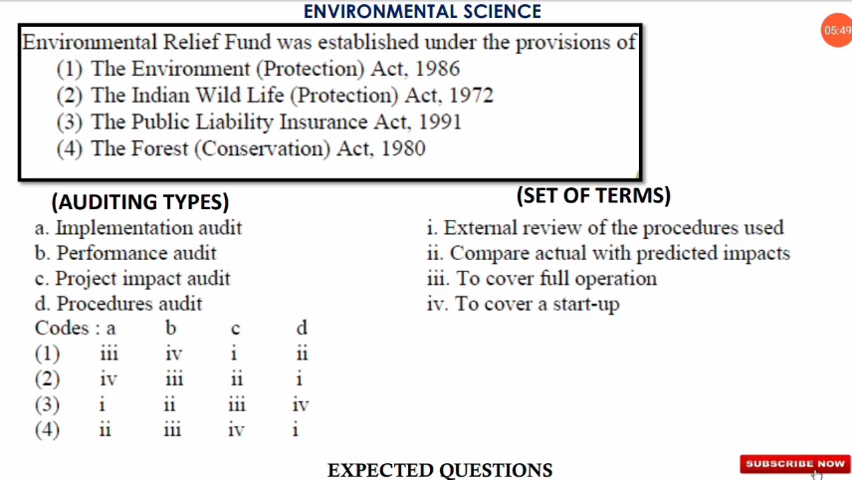 ENVIRONMENTAL SCIENCE
05:49
Environmental Relief Fund was established under the provisions of
(1) The Environment (Protection) Act, 1986
(2) The Indian Wild Life (Protection) Act, 1972
(3) The Public Liability Insurance Act, 1991
(4) The Forest (Conservation) Act, 1980
(AUDITING TYPES)
a. Implementation audit
b. Performance audit
c. Project impact audit
d. Procedures audit
(SET OF TERMS)
i. External review of the procedures used
ii. Compare actual with predicted impacts
iii. To cover full operation
iv. To cover a start-up
Codes : a b c d
(1) iii iv i ii
(2) iv iii ii i
(3) i ii iii iv
(4) ii iii iv i
EXPECTED QUESTIONS
SUBSCRIBE NOW